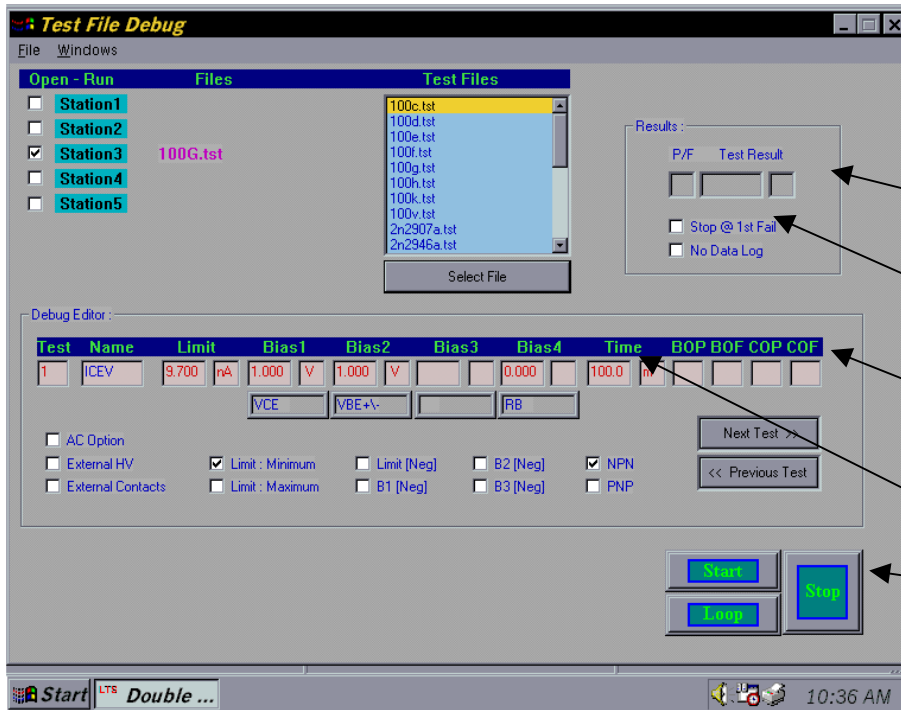 Test File Debug
File Windows
Open - Run Files Test Files
Station1
Station2
Station3 100G.tst
Station4
Station5
100c.tst
100d.tst
100e.tst
100f.tst
100g.tst
100h.tst
100k.tst
100v.tst
2n2907a.tst
2n2946a.tst
Select File
Results :
P/F Test Result
Stop @ 1st Fail
No Data Log
Debug Editor :
Test Name Limit Bias1 Bias2 Bias3 Bias4 Time BOP BOF COP COF
1 ICEV 9.700 nA 1.000 V 1.000 V 0.000 100.0 m
VCE VBE+\- RB
AC Option
External HV Limit : Minimum Limit [Neg] B2 [Neg] NPN
External Contacts Limit : Maximum B1 [Neg] B3 [Neg] PNP
Next Test >>
<< Previous Test
Start
Loop
Stop
Start LTS Double ... 10:36 AM